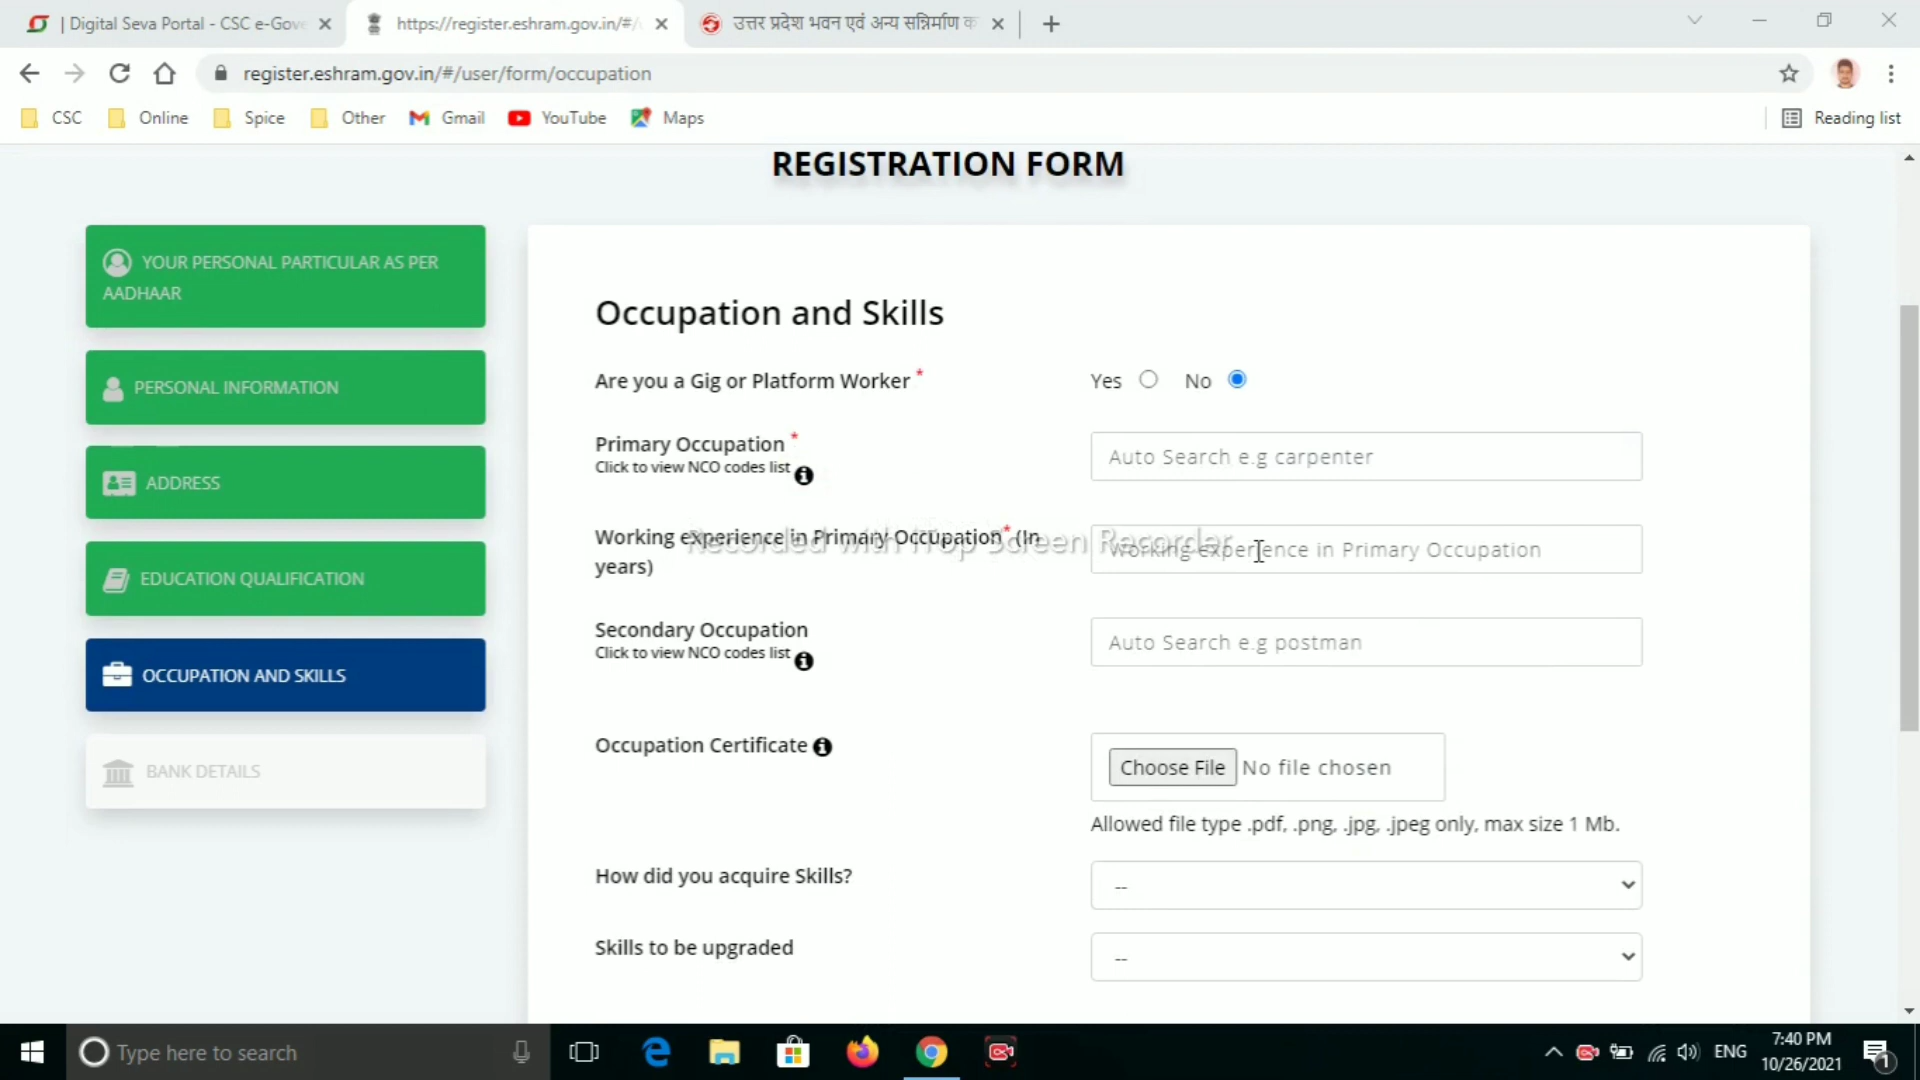 | Digital Seva Portal - CSC e-Gove
https://register.eshram.gov.in/#/
उत्तर प्रदेश भवन एवं अन्य सन्निर्माण क
register.eshram.gov.in/#/user/form/occupation
CSC
Online
Spice
Other
Gmail
YouTube
Maps
Reading list
REGISTRATION FORM
YOUR PERSONAL PARTICULAR AS PER
AADHAAR
PERSONAL INFORMATION
ADDRESS
EDUCATION QUALIFICATION
OCCUPATION AND SKILLS
BANK DETAILS
Occupation and Skills
Are you a Gig or Platform Worker *
Yes No
Primary Occupation *
Click to view NCO codes list
Auto Search e.g carpenter
Working experience in Primary Occupation* (In
years)
Working experience in Primary Occupation
Recorded with iTop Screen Recorder
Secondary Occupation
Click to view NCO codes list
Auto Search e.g postman
Occupation Certificate
Choose File No file chosen
Allowed file type .pdf, .png, .jpg, .jpeg only, max size 1 Mb.
How did you acquire Skills?
--
Skills to be upgraded
--
Type here to search
ENG
7:40 PM
10/26/2021
1